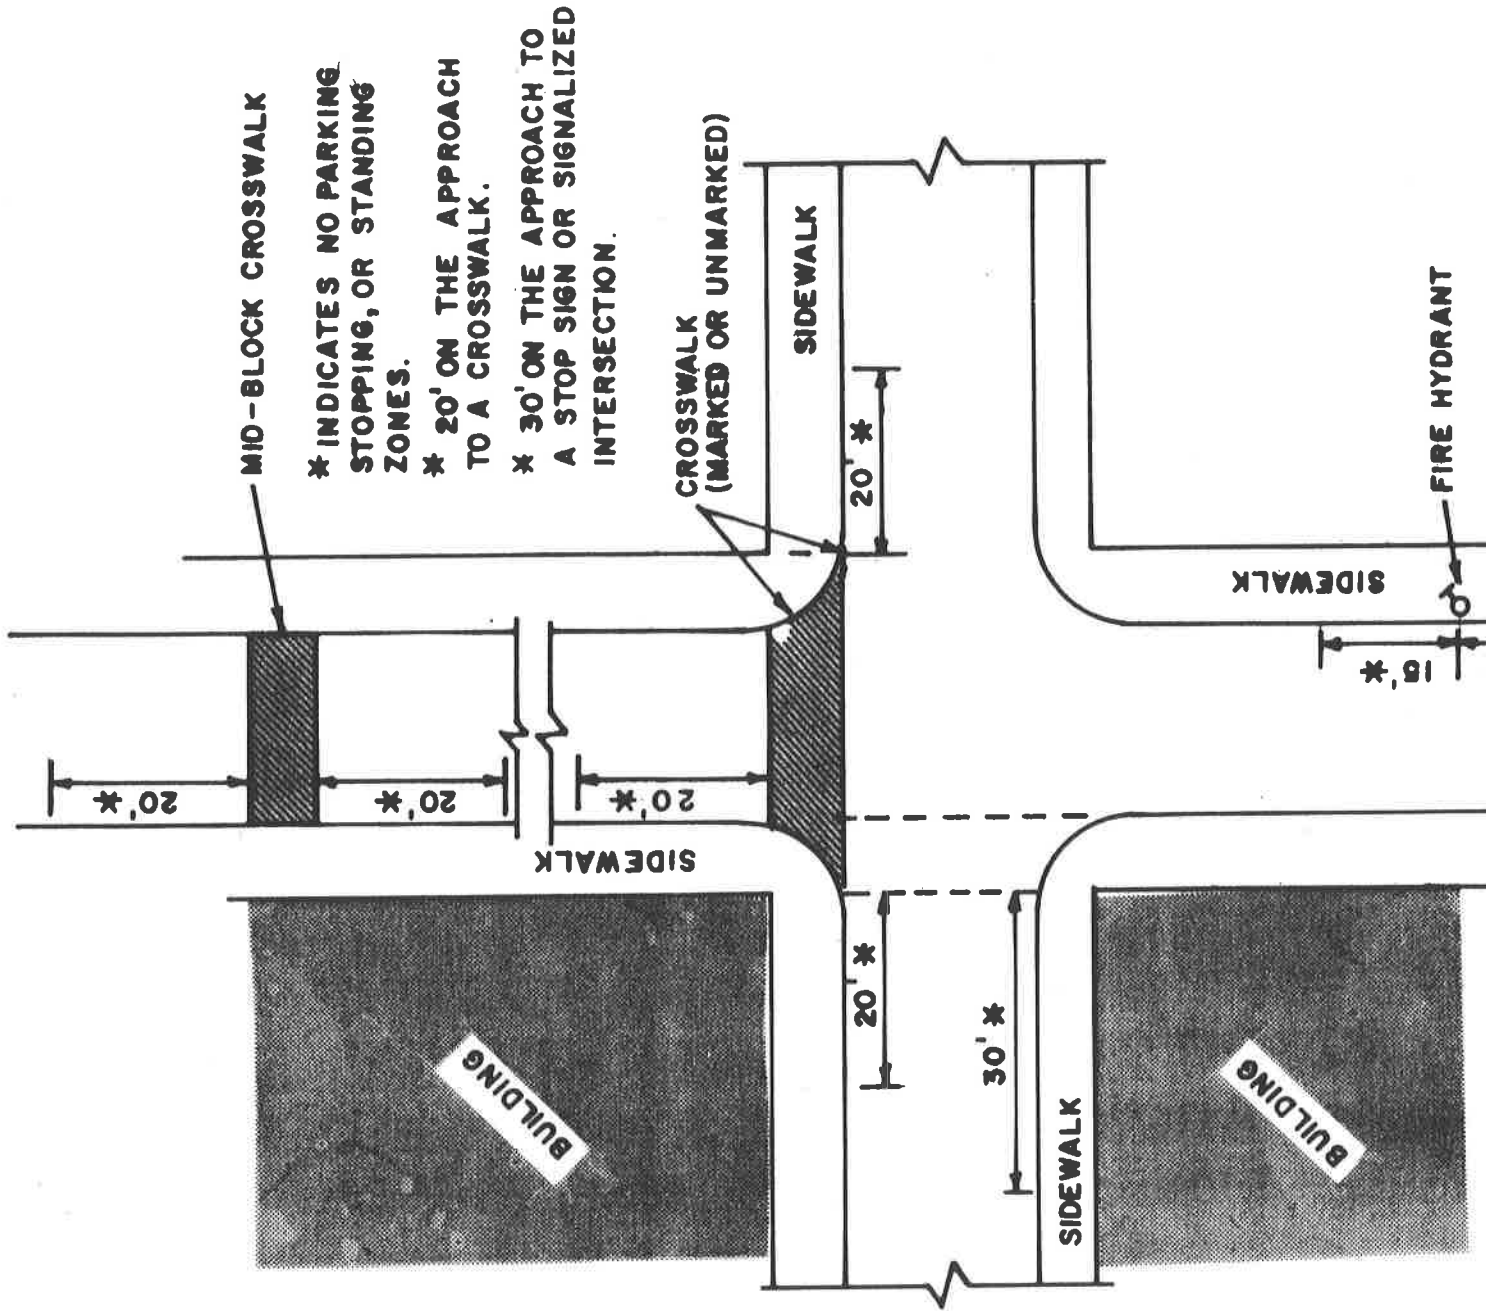 MID-BLOCK CROSSWALK
* INDICATES NO PARKING
STOPPING, OR STANDING
ZONES.
* 20' ON THE APPROACH
TO A CROSSWALK.
* 30' ON THE APPROACH TO
A STOP SIGN OR SIGNALIZED
INTERSECTION.
CROSSWALK
(MARKED OR UNMARKED)
SIDEWALK
20' *
FIRE HYDRANT
SIDEWALK
15' *
20' *
20' *
20' *
SIDEWALK
BUILDING
20' *
30' *
SIDEWALK
BUILDING